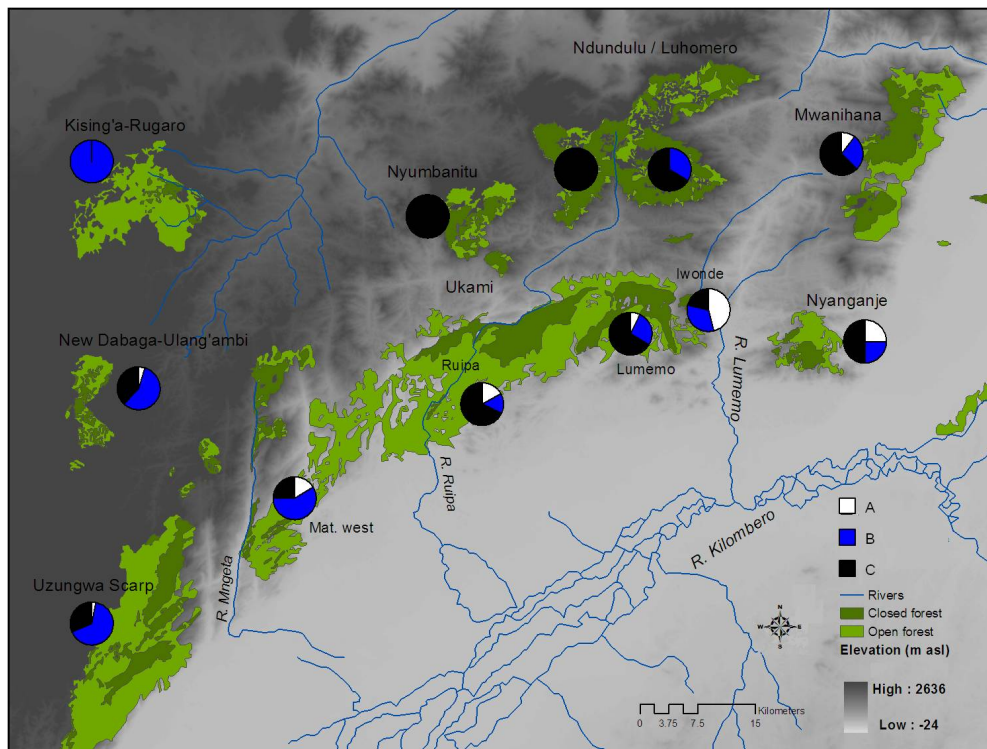 Ndundulu / Luhomero
Mwanihana
Kising'a-Rugaro
Nyumbanitu
Ukami
Iwonde
Nyanganje
New Dabaga-Ulang'ambi
Ruipa
Lumemo
R. Lumemo
R. Ruipa
Mat. west
R. Kilombero
Uzungwa Scarp
R. Mngeta
A
B
C
Rivers
Closed forest
Open forest
Elevation (m asl)
High : 2636
Low : -24
N
W E
S
Kilometers
0 3.75 7.5 15